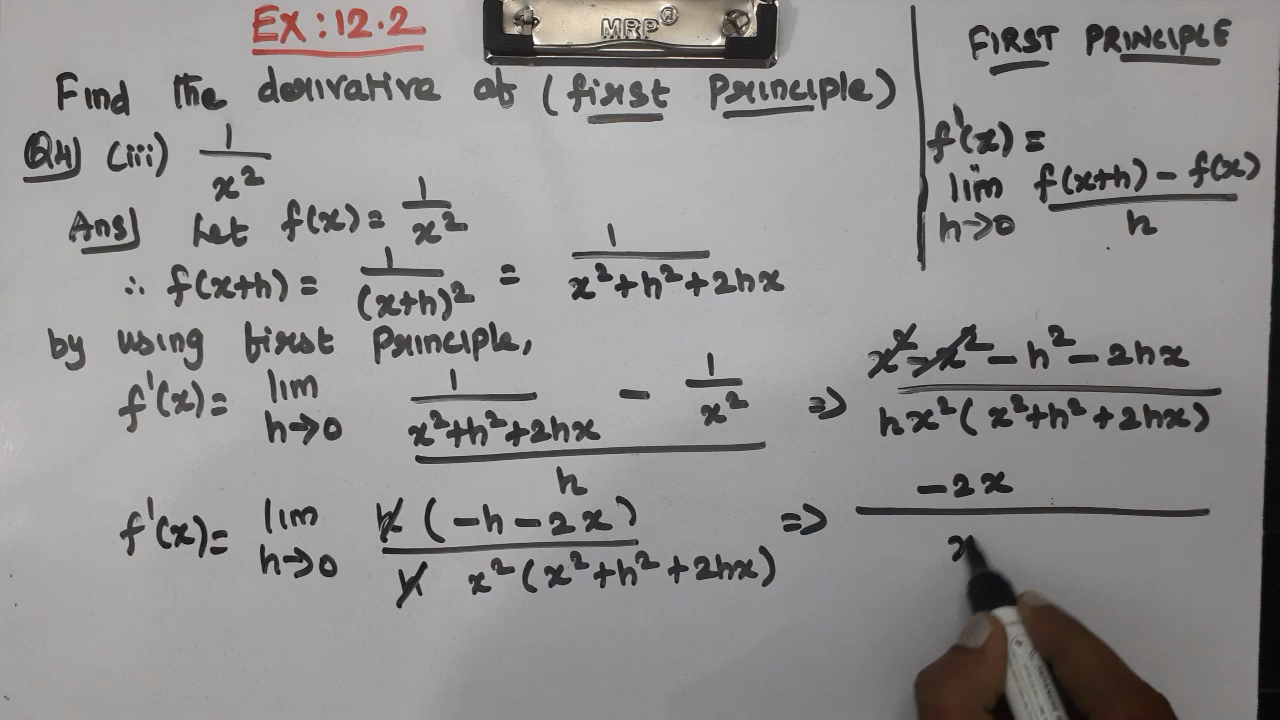 EX : 12.2
MRP®
Find the derivative of (first principle)
Q4) (iii) 1/x²
Ans) Let f(x) = 1/x²
∴ f(x+h) = 1/(x+h)² = 1/(x²+h²+2hx)
by using first principle,
f'(x) = lim h→0 (1/(x²+h²+2hx) - 1/x²)/h ⇒ (x² - x² - h² - 2hx)/(hx²(x²+h²+2hx))
f'(x) = lim h→0 h(-h-2x)/(h x²(x²+h²+2hx)) ⇒ -2x/x
FIRST PRINCIPLE
f'(x) =
lim h→0 (f(x+h) - f(x))/h